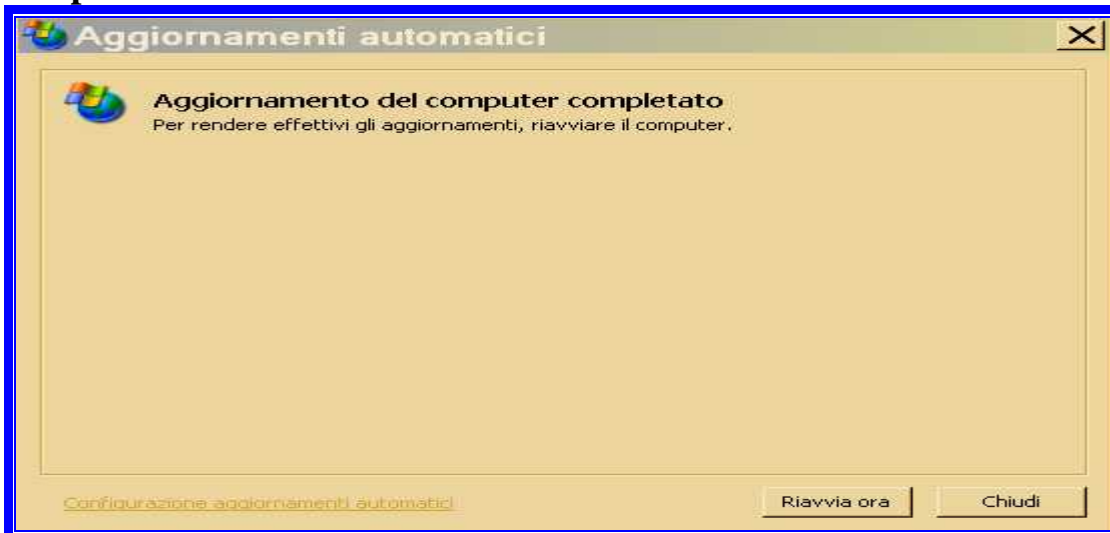 Aggiornamenti automatici
Aggiornamento del computer completato
Per rendere effettivi gli aggiornamenti, riavviare il computer.
Configurazione aggiornamenti automatici
Riavvia ora
Chiudi